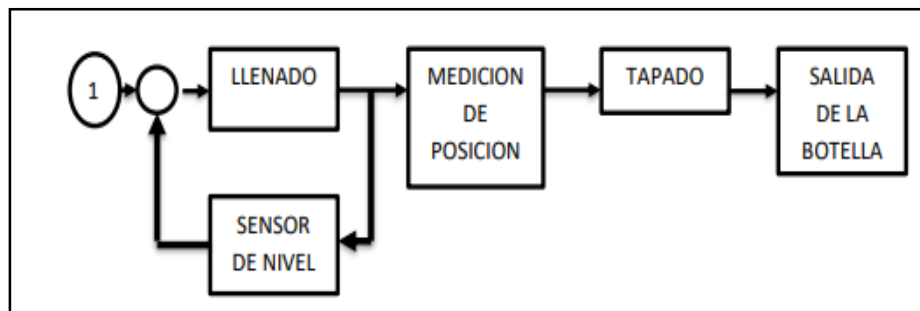 1
LLENADO
MEDICION
DE
POSICION
TAPADO
SALIDA
DE LA
BOTELLA
SENSOR
DE NIVEL